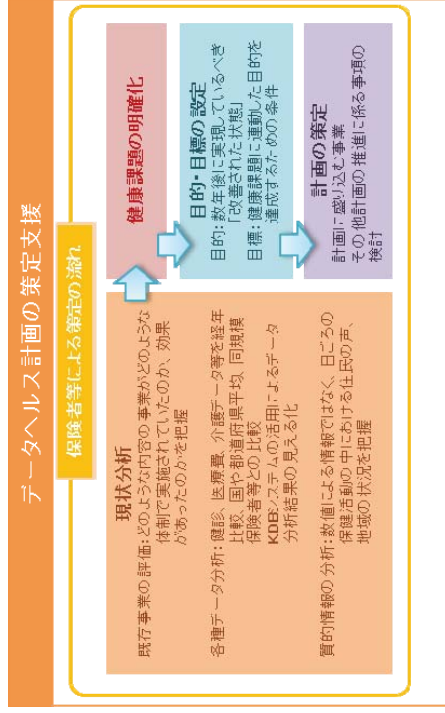 データヘルス計画の策定支援
保険者等による策定の流れ
現状分析
既存事業の評価:どのような内容の事業がどのような
体制で実施されていたのか、効果
があったのかを把握
各種データ分析:健診、医療費、介護データ等を経年
比較、国や都道府県平均、同規模
保険者等との比較
KDBシステムの活用によるデータ
分析結果の見える化
質的情報の分析:数値による情報ではなく、日ごろの
保健活動の中における住民の声、
地域の状況を把握
健康課題の明確化
目的・目標の設定
目的:数年後に実現しているべき
「改善された状態」
目標:健康課題に連動した目的を
達成するための条件
計画の策定
計画に盛り込む事業
その他計画の推進に係る事項の
検討